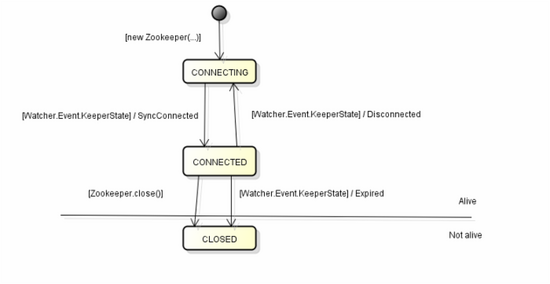 [new Zookeeper(...)]
CONNECTING
[Watcher.Event.KeeperState] / SyncConnected
[Watcher.Event.KeeperState] / Disconnected
CONNECTED
[Zookeeper.close()]
[Watcher.Event.KeeperState] / Expired
Alive
CLOSED
Not alive